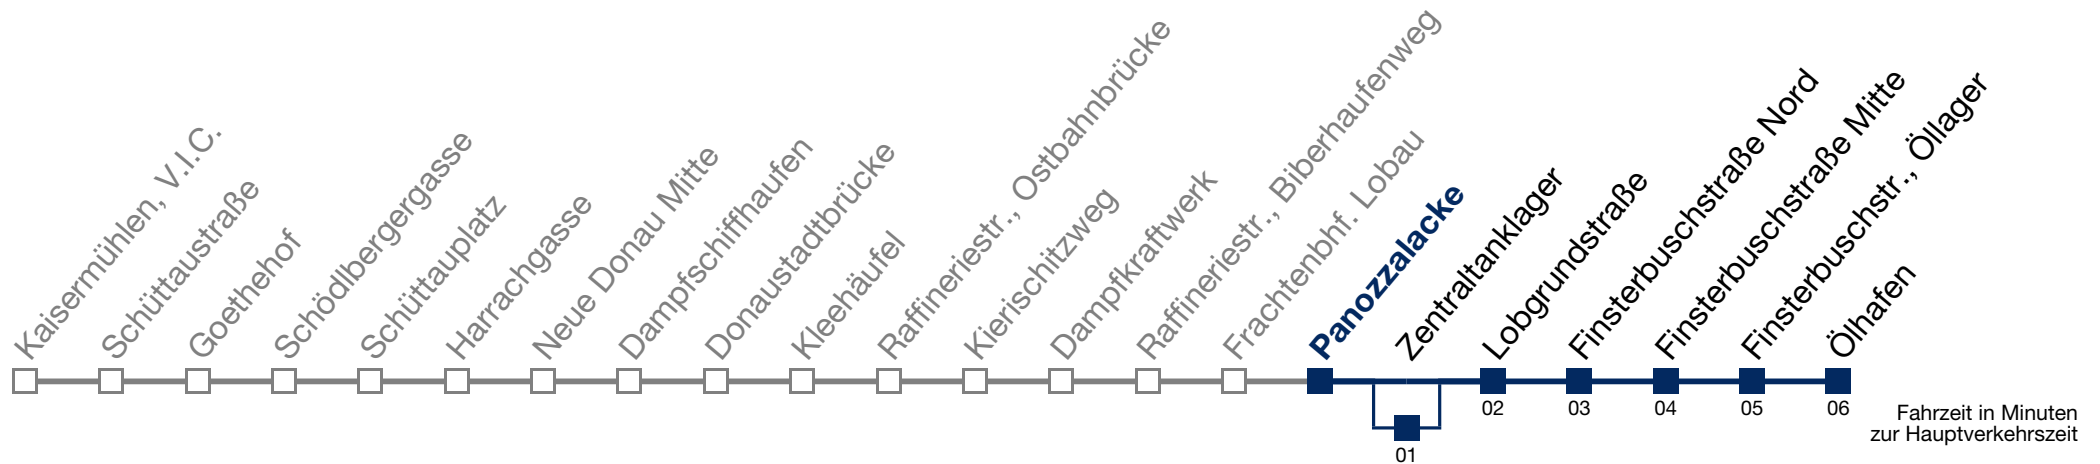 Kaisermühlen, V.I.C.
Schüttaustraße
Goethehof
Schödlbergergasse
Schüttauplatz
Harrachgasse
Neue Donau Mitte
Dampfschiffhaufen
Donaustadtbrücke
Kleehäufel
Raffineriestr., Ostbahnbrücke
Kierischitzweg
Dampfkraftwerk
Raffineriestr., Biberhaufenweg
Frachtenbhf. Lobau
Panozzalacke
Zentraltanklager
Lobgrundstraße
Finsterbuschstraße Nord
Finsterbuschstraße Mitte
Finsterbuschstr., Öllager
Ölhafen
02 03 04 05 06
01
Fahrzeit in Minuten
zur Hauptverkehrszeit